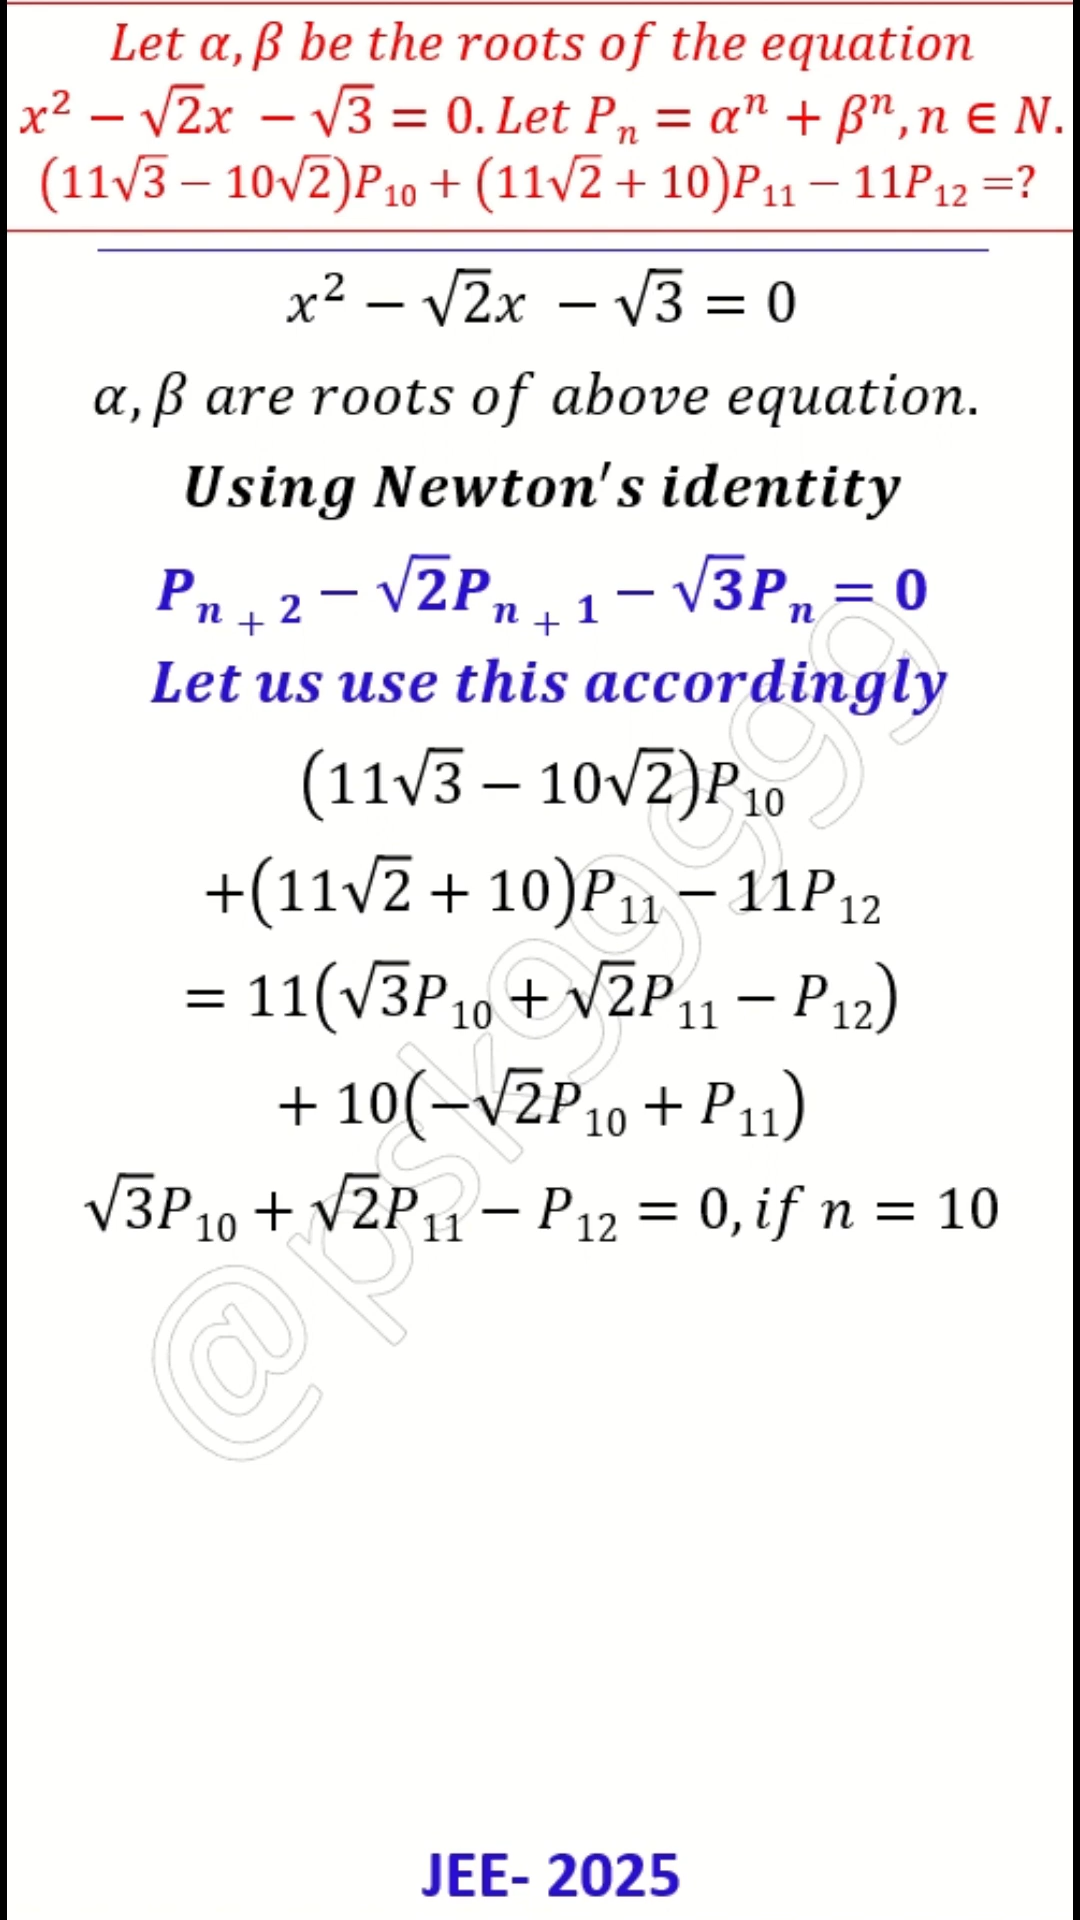 Let α, β be the roots of the equation
x² − √2x − √3 = 0. Let Pₙ = αⁿ + βⁿ, n ∈ N.
(11√3 − 10√2)P₁₀ + (11√2 + 10)P₁₁ − 11P₁₂ =?
x² − √2x − √3 = 0
α, β are roots of above equation.
Using Newton's identity
Pₙ ₊ ₂ − √2Pₙ ₊ ₁ − √3Pₙ = 0
Let us use this accordingly
(11√3 − 10√2)P₁₀
+(11√2 + 10)P₁₁ − 11P₁₂
= 11(√3P₁₀ + √2P₁₁ − P₁₂)
+ 10(−√2P₁₀ + P₁₁)
√3P₁₀ + √2P₁₁ − P₁₂ = 0, if n = 10
@psk9999
JEE- 2025